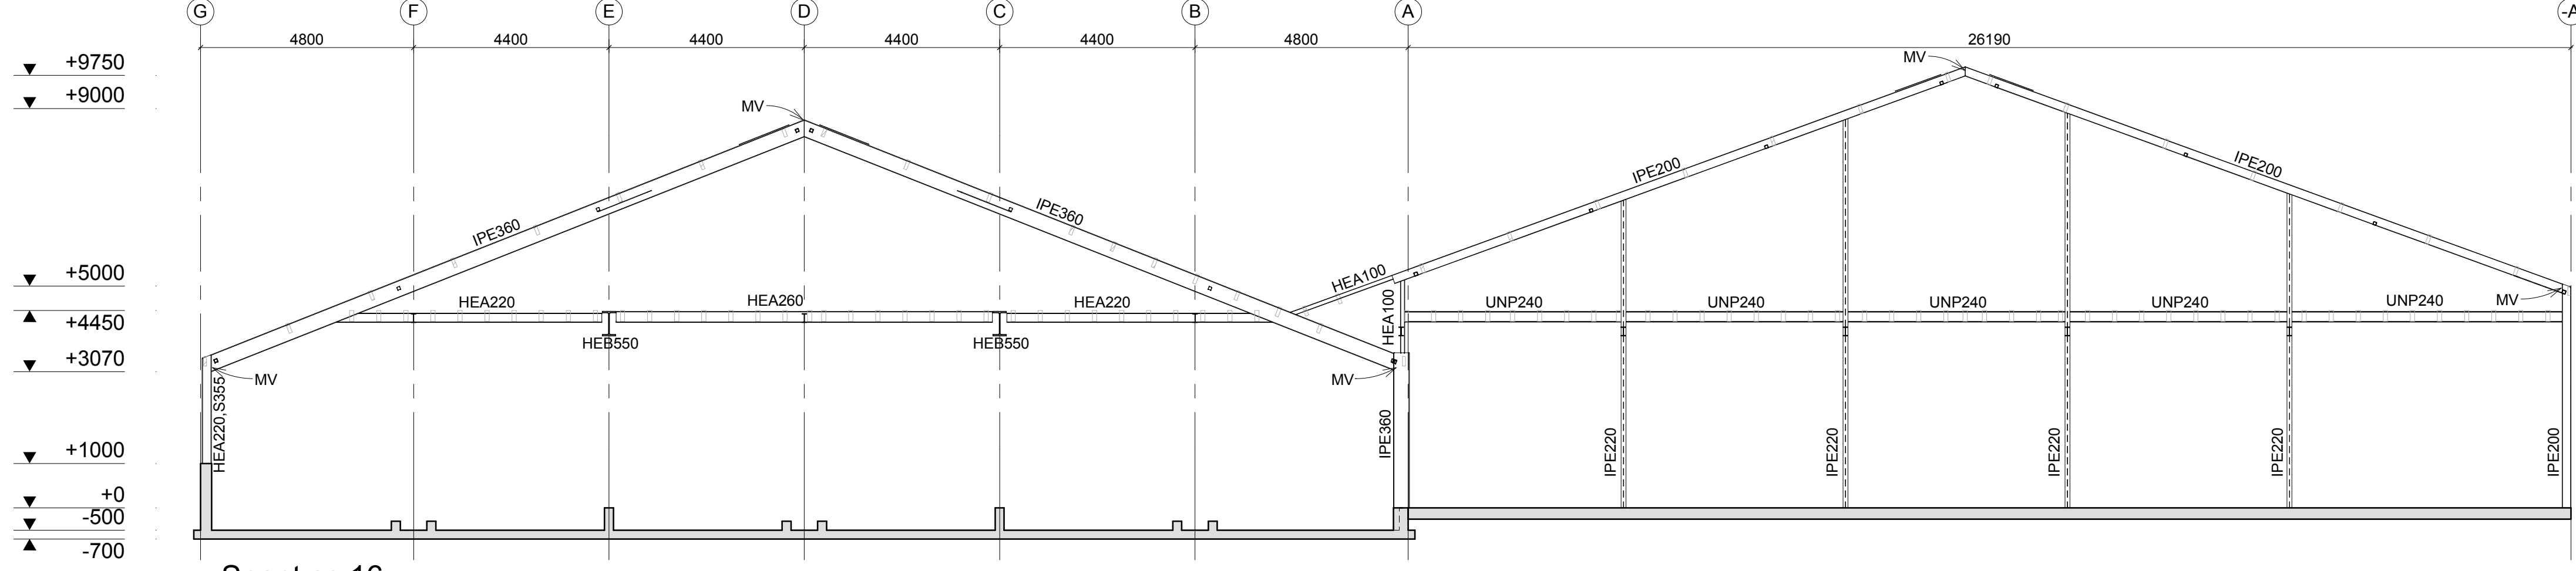 G F E D C B A -A
4800 4400 4400 4400 4400 4800 26190
+9750
MV
+9000
MV
IPE200
IPE200
IPE360
IPE360
+5000
HEA100
HEA220 HEA260 HEA220 UNP240 UNP240 UNP240 UNP240 UNP240
MV
+4450
HEA100
HEB550 HEB550
+3070
MV MV
HEA220,S355
IPE360
IPE220 IPE220 IPE220 IPE220 IPE200
+1000
+0
-500
-700